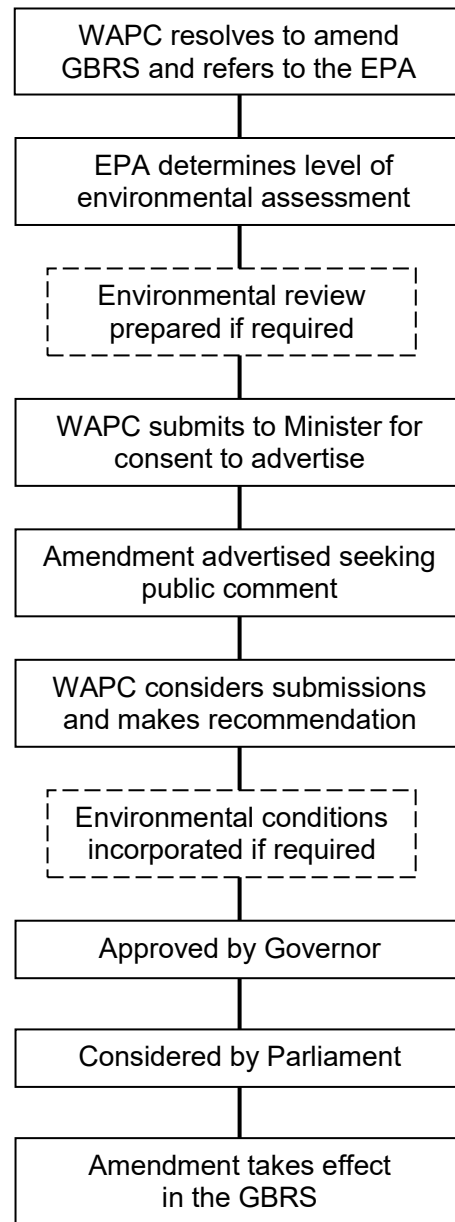 WAPC resolves to amend
GBRS and refers to the EPA
EPA determines level of
environmental assessment
Environmental review
prepared if required
WAPC submits to Minister for
consent to advertise
Amendment advertised seeking
public comment
WAPC considers submissions
and makes recommendation
Environmental conditions
incorporated if required
Approved by Governor
Considered by Parliament
Amendment takes effect
in the GBRS